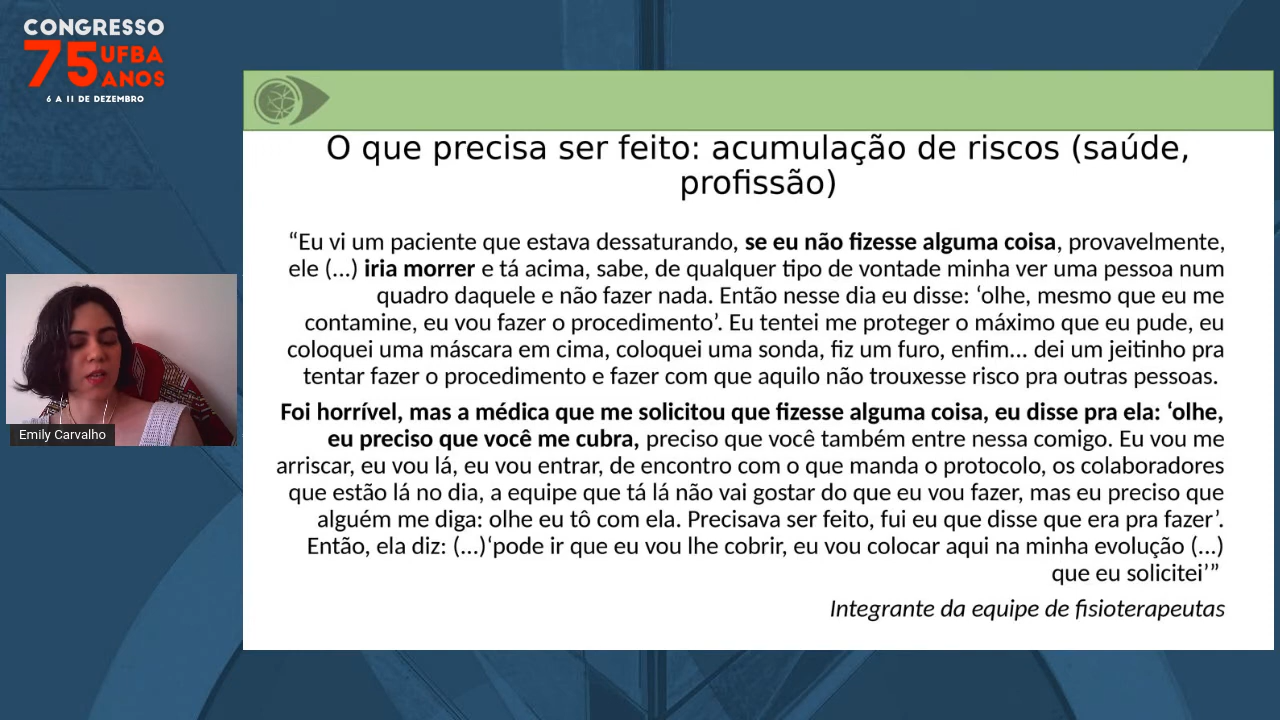 CONGRESSO
75 UFBA
ANOS
6 A 11 DE DEZEMBRO
O que precisa ser feito: acumulação de riscos (saúde,
profissão)
“Eu vi um paciente que estava dessaturando, se eu não fizesse alguma coisa, provavelmente,
ele (...) iria morrer e tá acima, sabe, de qualquer tipo de vontade minha ver uma pessoa num
quadro daquele e não fazer nada. Então nesse dia eu disse: ‘olhe, mesmo que eu me
contamine, eu vou fazer o procedimento’. Eu tentei me proteger o máximo que eu pude, eu
coloquei uma máscara em cima, coloquei uma sonda, fiz um furo, enfim... dei um jeitinho pra
tentar fazer o procedimento e fazer com que aquilo não trouxesse risco pra outras pessoas.
Foi horrível, mas a médica que me solicitou que fizesse alguma coisa, eu disse pra ela: ‘olhe,
eu preciso que você me cubra, preciso que você também entre nessa comigo. Eu vou me
arriscar, eu vou lá, eu vou entrar, de encontro com o que manda o protocolo, os colaboradores
que estão lá no dia, a equipe que tá lá não vai gostar do que eu vou fazer, mas eu preciso que
alguém me diga: olhe eu tô com ela. Precisava ser feito, fui eu que disse que era pra fazer’.
Então, ela diz: (...)‘pode ir que eu vou lhe cobrir, eu vou colocar aqui na minha evolução (...)
que eu solicitei’”
Integrante da equipe de fisioterapeutas
Emily Carvalho